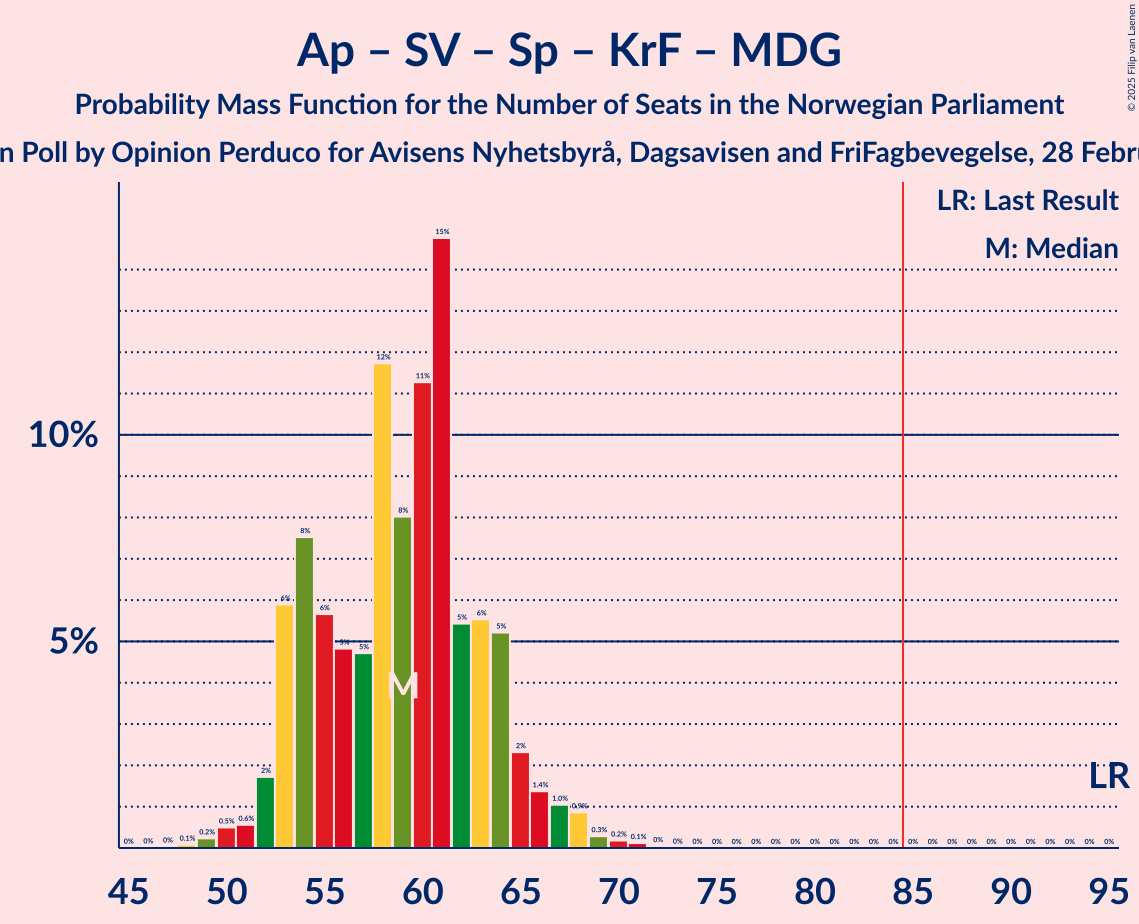 Ap – SV – Sp – KrF – MDG
Probability Mass Function for the Number of Seats in the Norwegian Parliament
n Poll by Opinion Perduco for Avisens Nyhetsbyrå, Dagsavisen and FriFagbevegelse, 28 Febru
© 2025 Filip van Laenen
LR: Last Result
M: Median
15%
12%
11%
10%
8%
8%
6%
6%
6%
5%
5%
5%
5%
5%
M
2%
2%
LR
1.4%
1.0%
0.9%
0.5%
0.6%
0.1%
0.2%
0.3%
0.2%
0.1%
0% 0% 0% 0% 0% 0% 0% 0% 0% 0% 0% 0% 0% 0% 0% 0% 0% 0% 0% 0% 0% 0% 0% 0% 0% 0% 0%
45 50 55 60 65 70 75 80 85 90 95